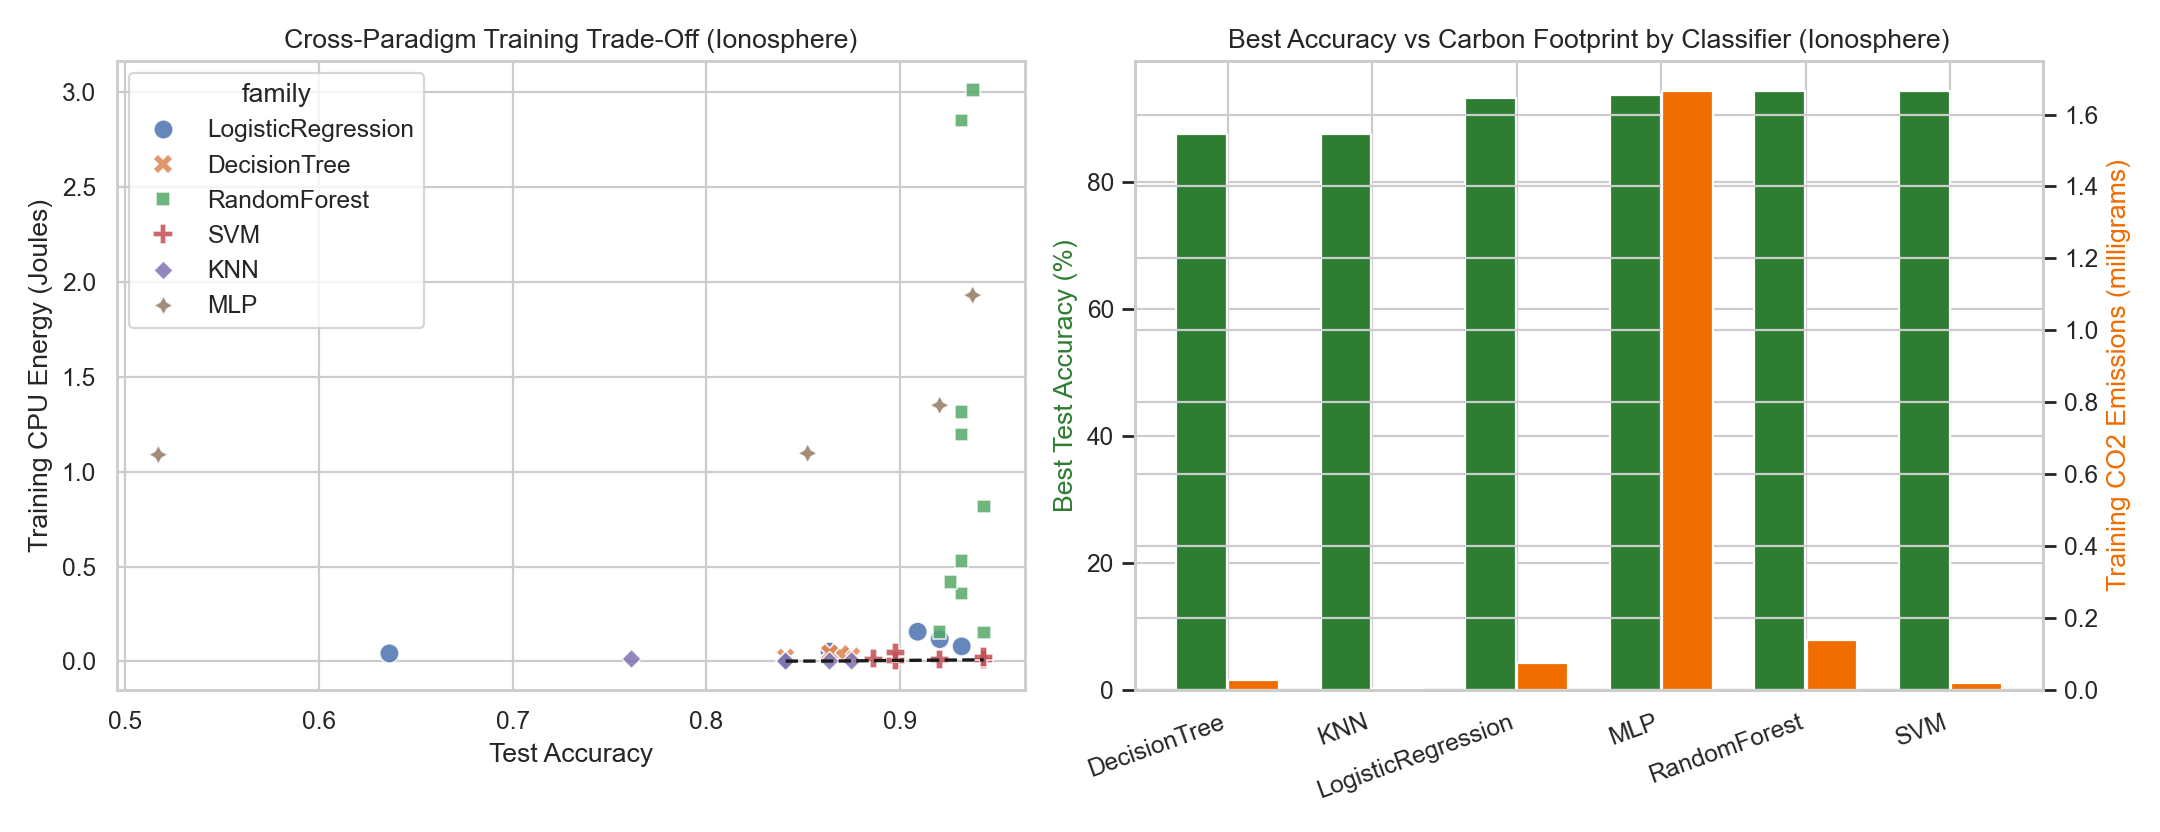 Cross-Paradigm Training Trade-Off (Ionosphere)
family
LogisticRegression
DecisionTree
RandomForest
SVM
KNN
MLP
Training CPU Energy (Joules)
3.0
2.5
2.0
1.5
1.0
0.5
0.0
0.5
0.6
0.7
0.8
0.9
Test Accuracy
Best Accuracy vs Carbon Footprint by Classifier (Ionosphere)
Best Test Accuracy (%)
80
60
40
20
0
1.6
1.4
1.2
1.0
0.8
0.6
0.4
0.2
0.0
Training CO2 Emissions (milligrams)
DecisionTree
KNN
LogisticRegression
MLP
RandomForest
SVM